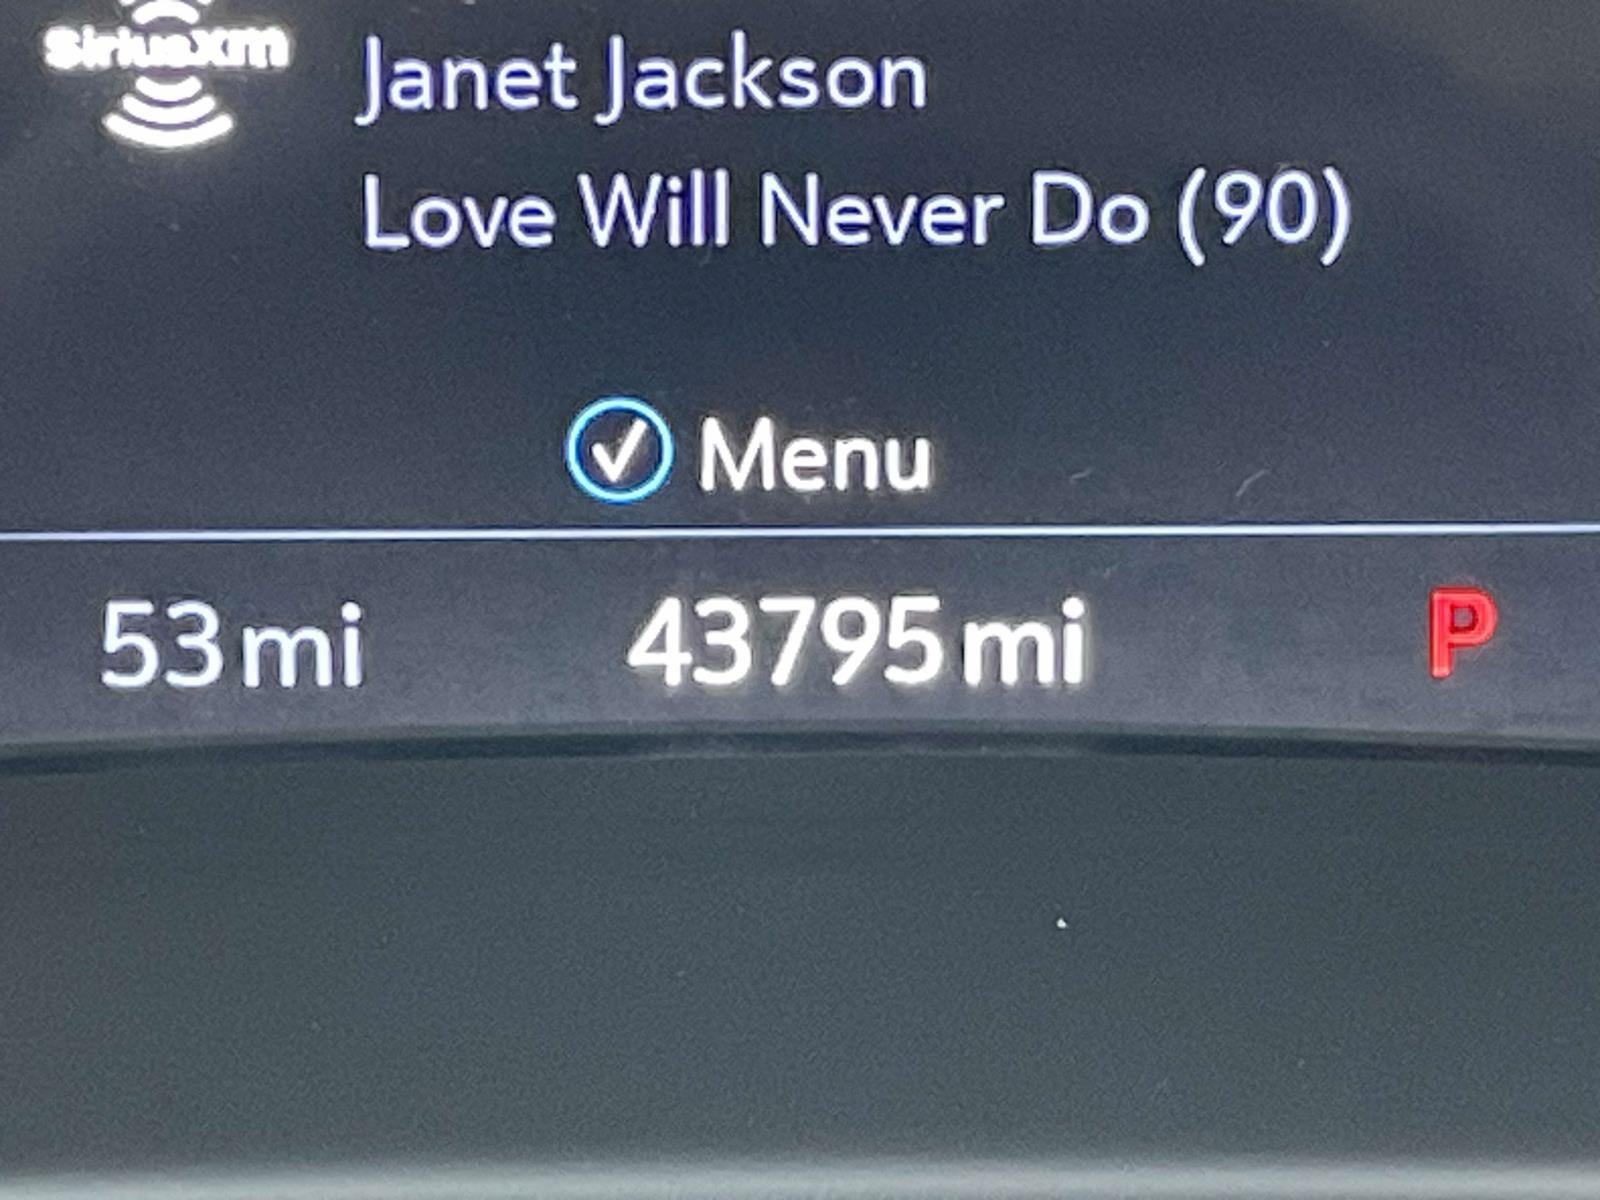 SiriusXM
Janet Jackson
Love Will Never Do (90)
Menu
53 mi 43795 mi P